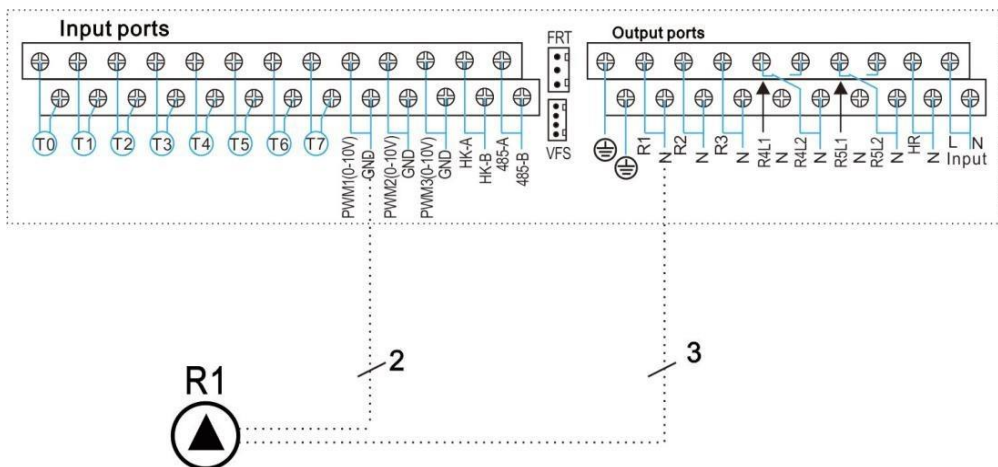 Input ports
FRT
Output ports
T0
T1
T2
T3
T4
T5
T6
T7
PWM1(0-10V)
GND
PWM2(0-10V)
GND
PWM3(0-10V)
GND
HK-A
HK-B
485-A
485-B
VFS
R1
N
R2
N
R3
N
R4L1
N
R4L2
N
R5L1
N
R5L2
N
HR
N
L N
Input
2
3
R1